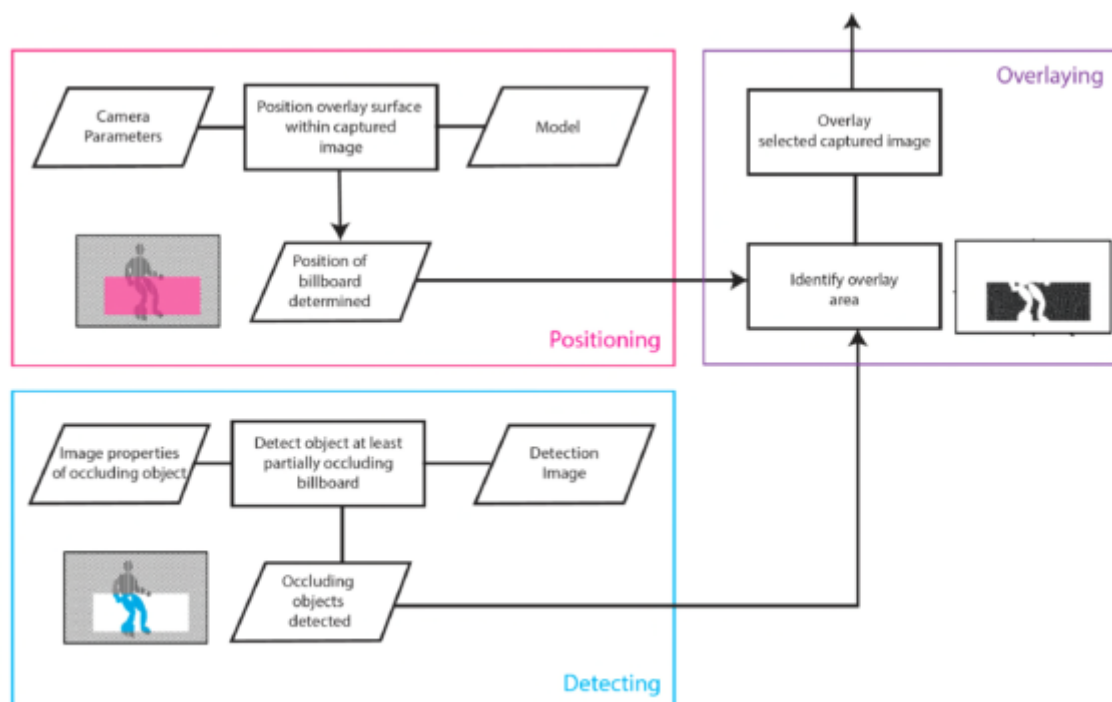 Overlaying
Camera
Parameters
Position overlay surface
within captured
image
Model
Overlay
selected captured image
Position of
billboard
determined
Identify overlay
area
Positioning
Image properties
of occluding object
Detect object at least
partially occluding
billboard
Detection
Image
Occluding
objects
detected
Detecting